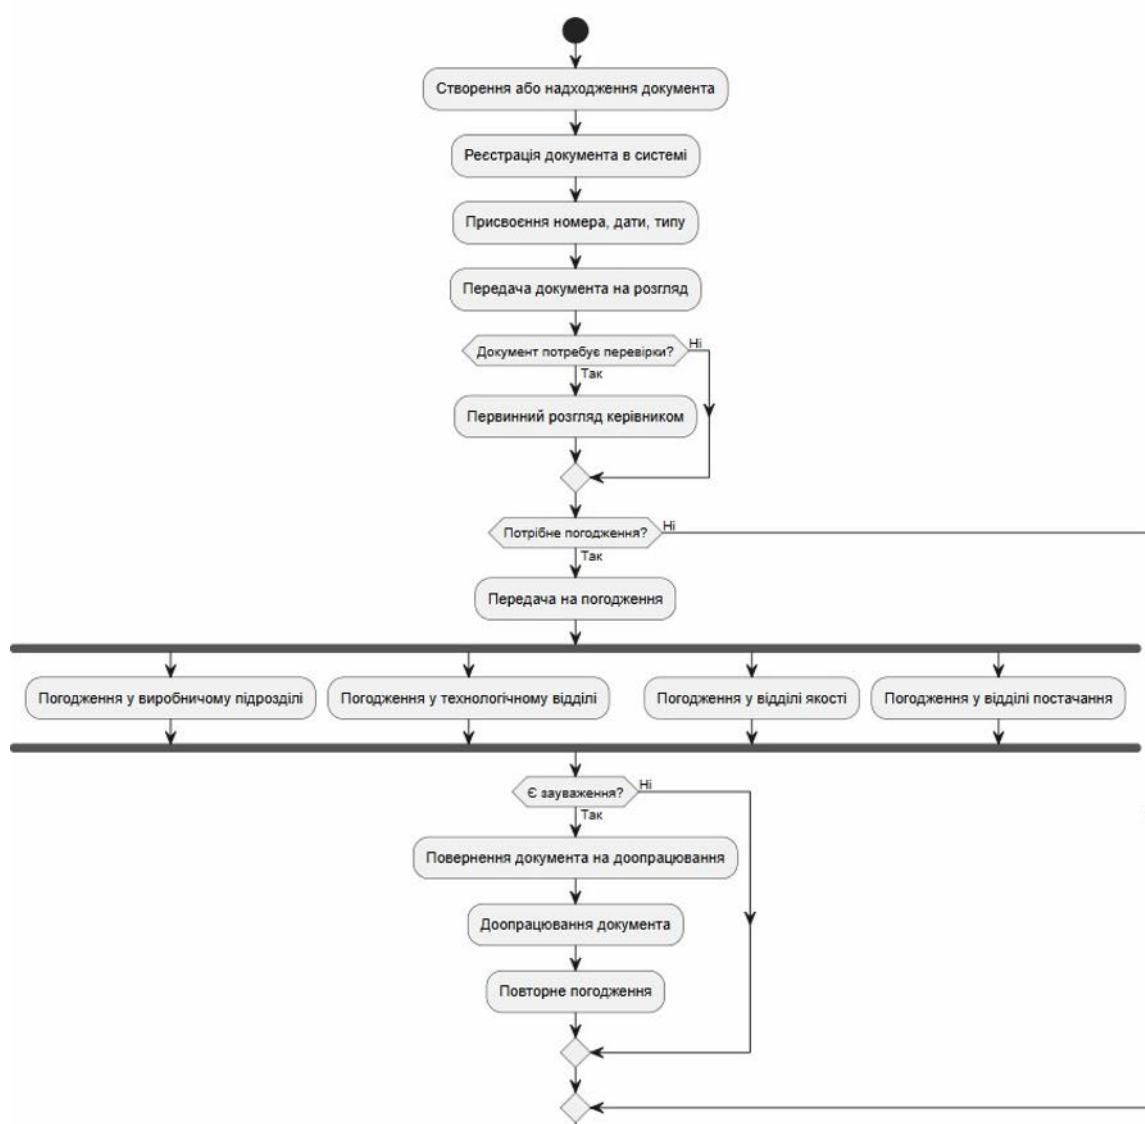 Створення або надходження документа
Реєстрація документа в системі
Присвоєння номера, дати, типу
Передача документа на розгляд
Документ потребує перевірки?
Ні
Так
Первинний розгляд керівником
Потрібне погодження?
Ні
Так
Передача на погодження
Погодження у виробничому підрозділі
Погодження у технологічному відділі
Погодження у відділі якості
Погодження у відділі постачання
Є зауваження?
Ні
Так
Повернення документа на доопрацювання
Доопрацювання документа
Повторне погодження